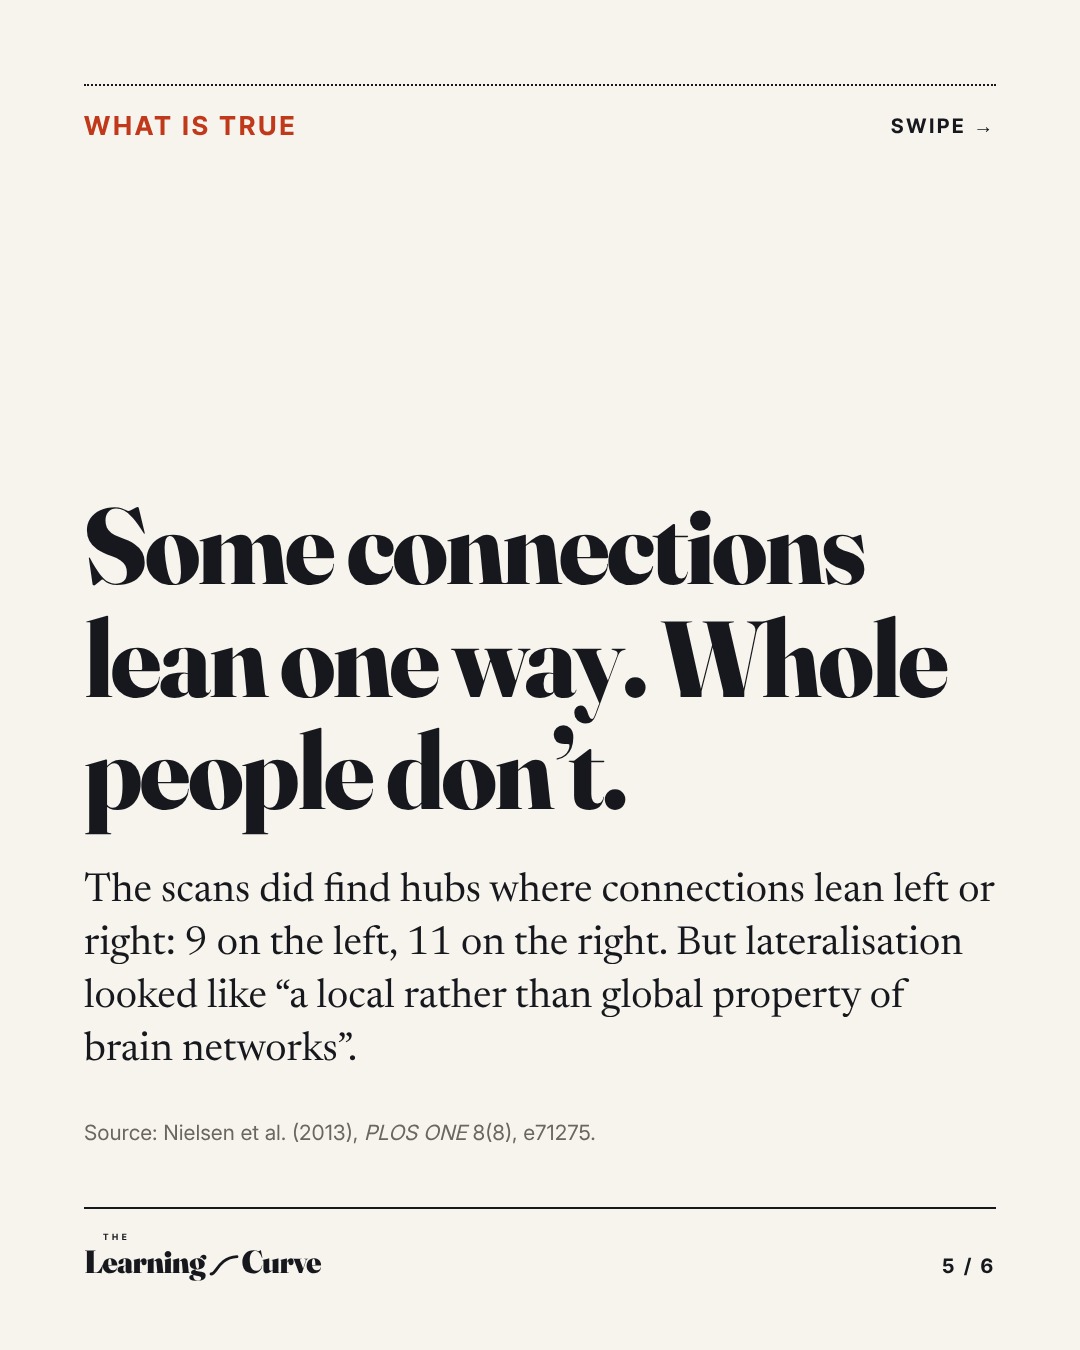 WHAT IS TRUE
SWIPE →
Some connections
lean one way. Whole
people don’t.
The scans did find hubs where connections lean left or
right: 9 on the left, 11 on the right. But lateralisation
looked like “a local rather than global property of
brain networks”.
Source: Nielsen et al. (2013), PLOS ONE 8(8), e71275.
THE
Learning Curve
5 / 6